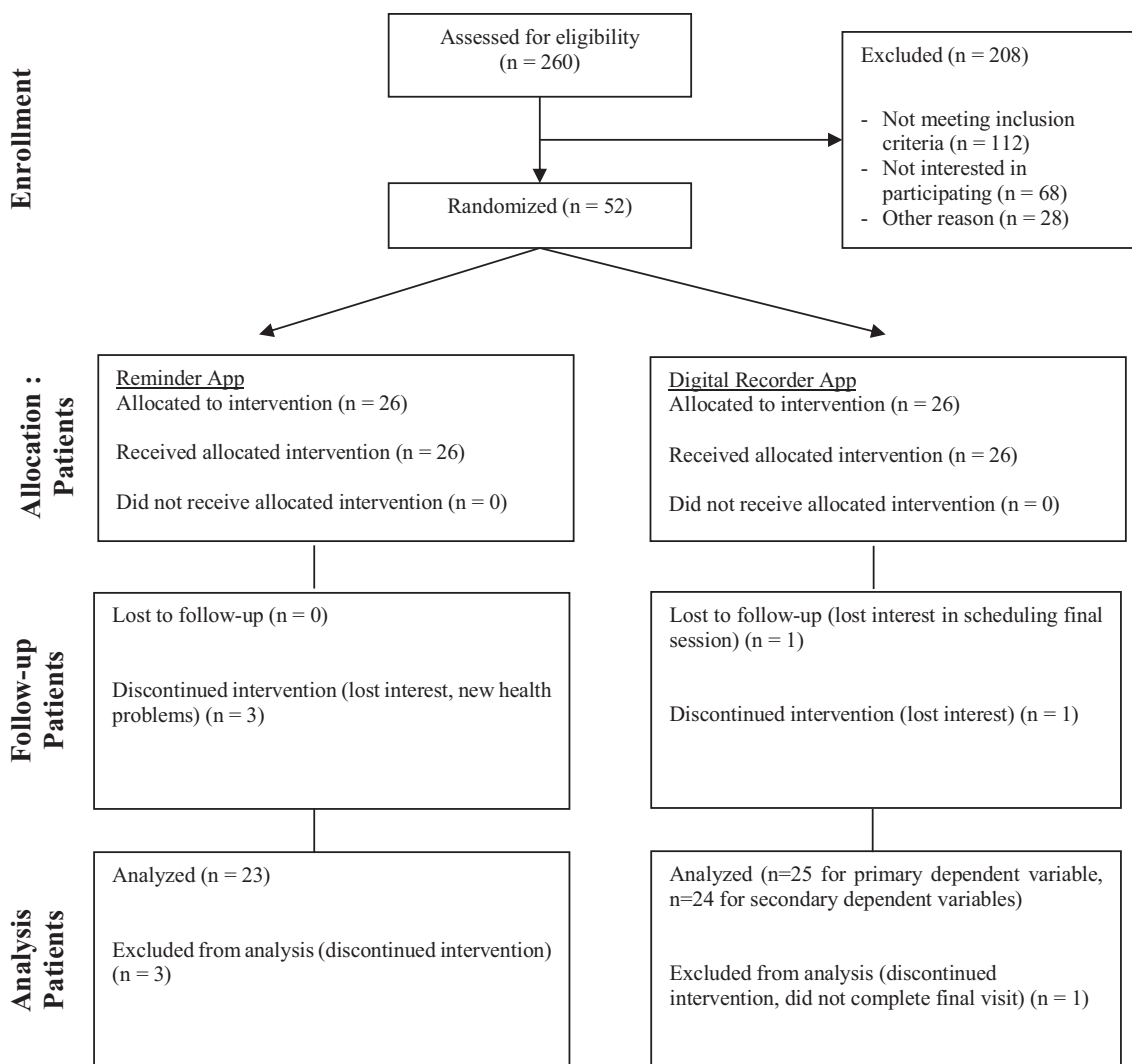 Enrollment
Assessed for eligibility
(n = 260)
Excluded (n = 208)
- Not meeting inclusion
criteria (n = 112)
- Not interested in
participating (n = 68)
- Other reason (n = 28)
Randomized (n = 52)
Allocation :
Patients
Reminder App
Allocated to intervention (n = 26)
Received allocated intervention (n = 26)
Did not receive allocated intervention (n = 0)
Digital Recorder App
Allocated to intervention (n = 26)
Received allocated intervention (n = 26)
Did not receive allocated intervention (n = 0)
Follow-up
Patients
Lost to follow-up (n = 0)
Discontinued intervention (lost interest, new health
problems) (n = 3)
Lost to follow-up (lost interest in scheduling final
session) (n = 1)
Discontinued intervention (lost interest) (n = 1)
Analysis
Patients
Analyzed (n = 23)
Excluded from analysis (discontinued intervention)
(n = 3)
Analyzed (n=25 for primary dependent variable,
n=24 for secondary dependent variables)
Excluded from analysis (discontinued
intervention, did not complete final visit) (n = 1)